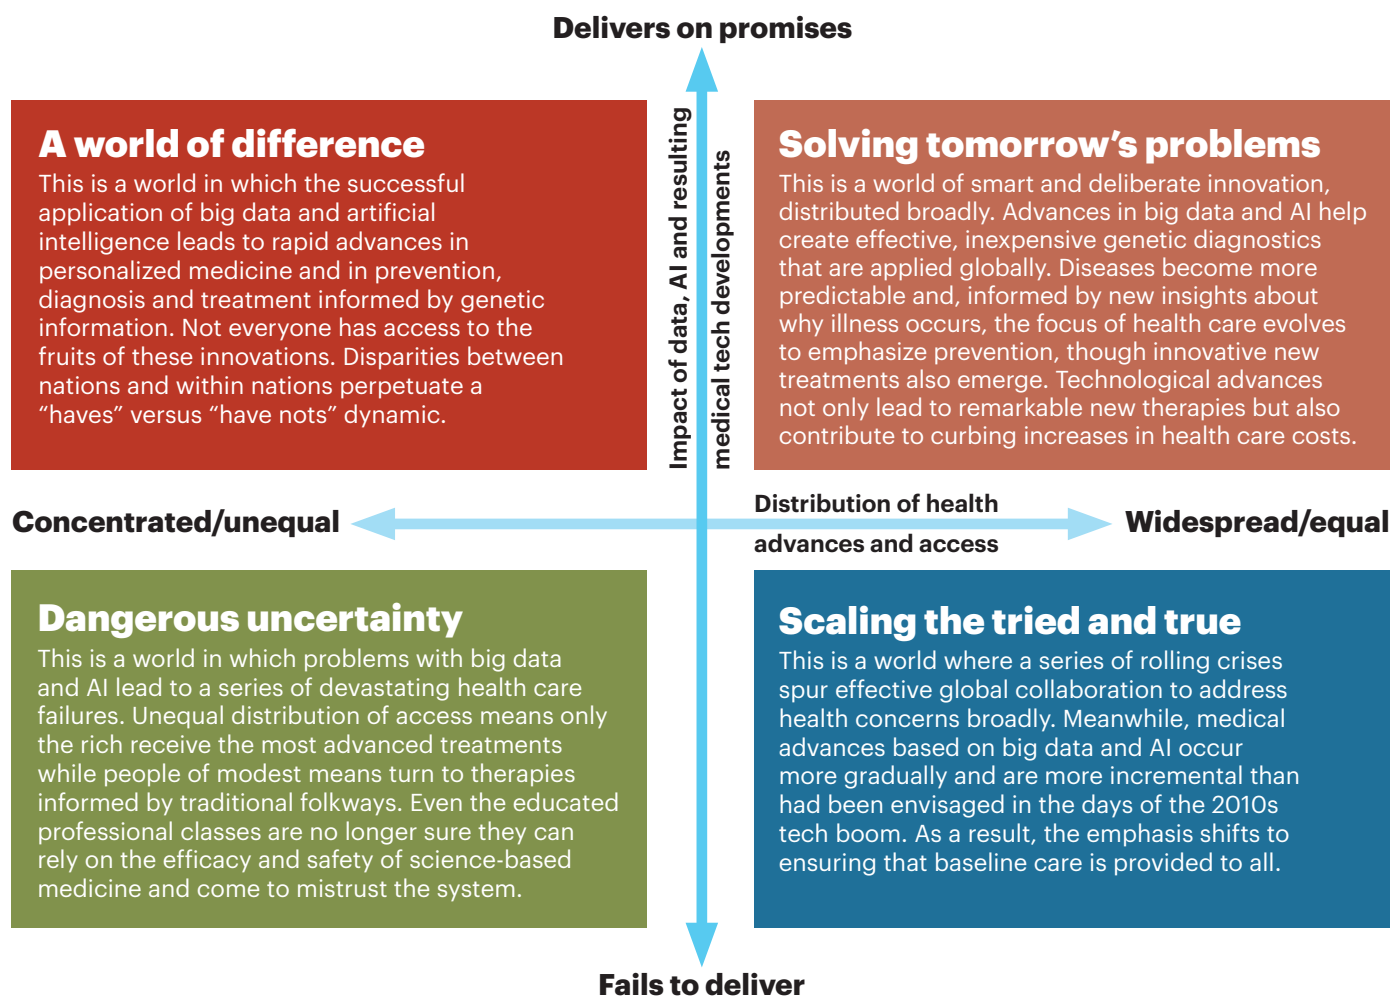 Delivers on promises
A world of difference
This is a world in which the successful
application of big data and artificial
intelligence leads to rapid advances in
personalized medicine and in prevention,
diagnosis and treatment informed by genetic
information. Not everyone has access to the
fruits of these innovations. Disparities between
nations and within nations perpetuate a
“haves” versus “have nots” dynamic.
Impact of data, AI and resulting
medical tech developments
Solving tomorrow’s problems
This is a world of smart and deliberate innovation,
distributed broadly. Advances in big data and AI help
create effective, inexpensive genetic diagnostics
that are applied globally. Diseases become more
predictable and, informed by new insights about
why illness occurs, the focus of health care evolves
to emphasize prevention, though innovative new
treatments also emerge. Technological advances
not only lead to remarkable new therapies but also
contribute to curbing increases in health care costs.
Concentrated/unequal
Distribution of health
advances and access
Widespread/equal
Dangerous uncertainty
This is a world in which problems with big data
and AI lead to a series of devastating health care
failures. Unequal distribution of access means only
the rich receive the most advanced treatments
while people of modest means turn to therapies
informed by traditional folkways. Even the educated
professional classes are no longer sure they can
rely on the efficacy and safety of science-based
medicine and come to mistrust the system.
Scaling the tried and true
This is a world where a series of rolling crises
spur effective global collaboration to address
health concerns broadly. Meanwhile, medical
advances based on big data and AI occur
more gradually and are more incremental than
had been envisaged in the days of the 2010s
tech boom. As a result, the emphasis shifts to
ensuring that baseline care is provided to all.
Fails to deliver